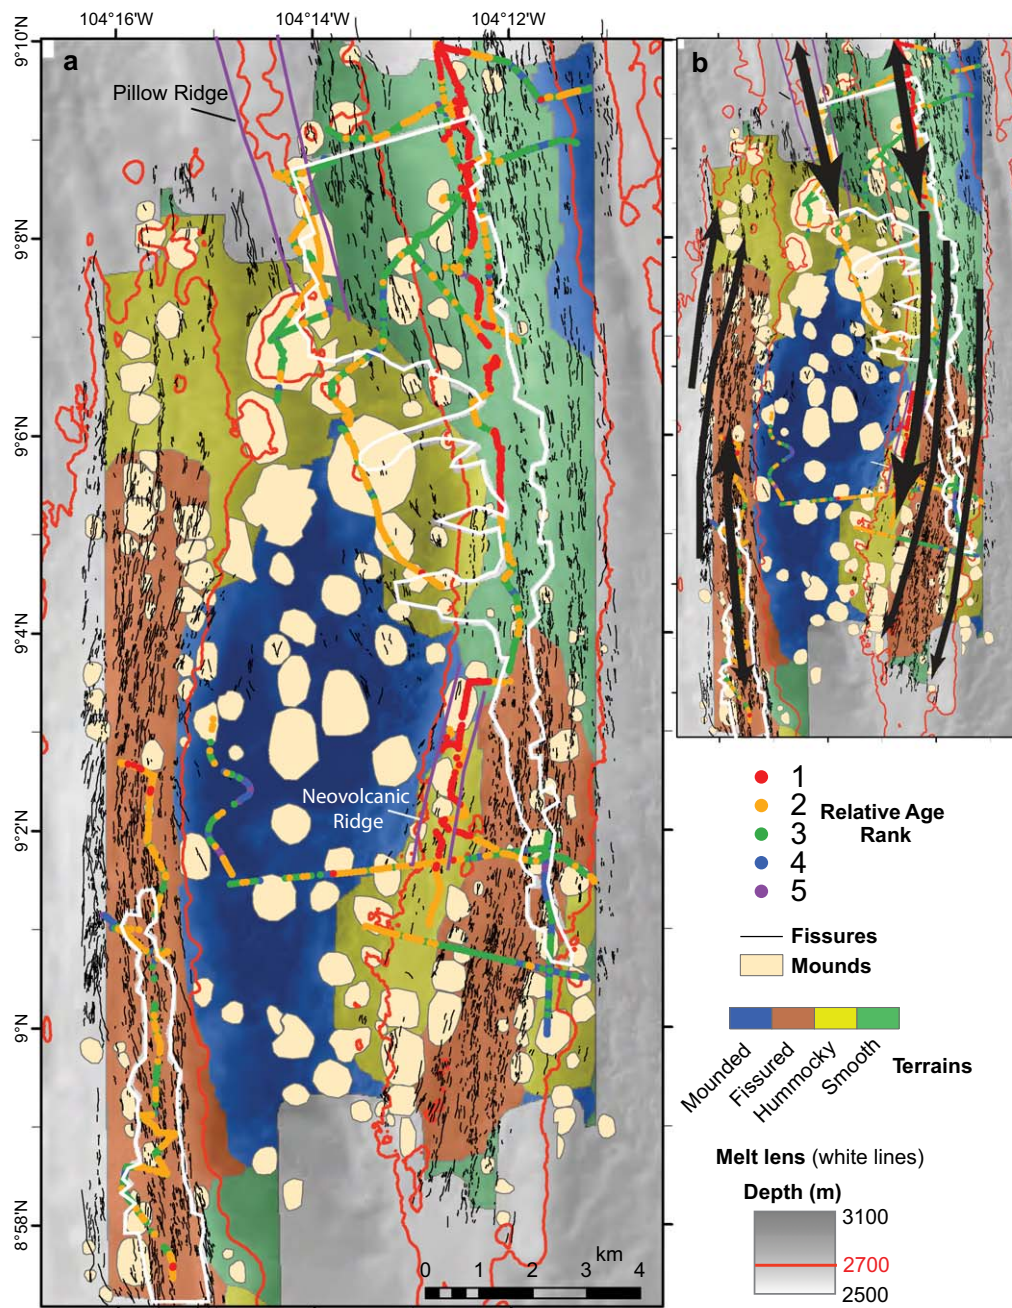 104°16'W 104°14'W 104°12'W
9°10'N
a
b
Pillow Ridge
9°8'N
9°6'N
9°4'N
Neovolcanic
Ridge
9°2'N
9°N
8°58'N
km
0 1 2 3 4
1
2
3
4
5
Relative Age
Rank
Fissures
Mounds
Mounded
Fissured
Hummocky
Smooth
Terrains
Melt lens (white lines)
Depth (m)
3100
2700
2500